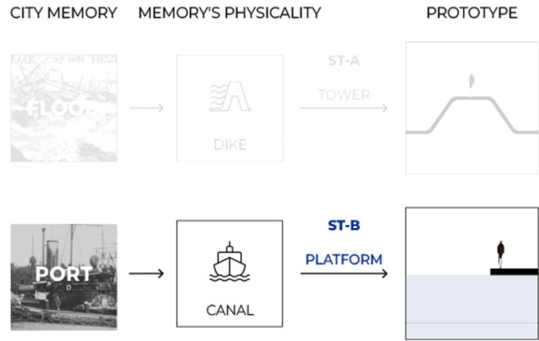 CITY MEMORY MEMORY'S PHYSICALITY PROTOTYPE
FLOOD
DIKE
ST-A
TOWER
PORT
CANAL
ST-B
PLATFORM